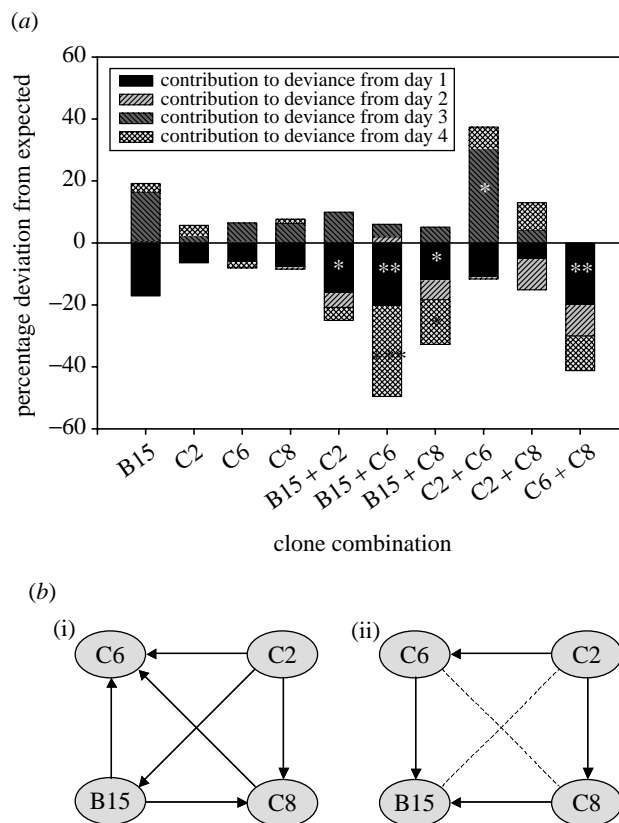 (a)
60
40
20
0
−20
−40
−60
percentage deviation from expected
contribution to deviance from day 1
contribution to deviance from day 2
contribution to deviance from day 3
contribution to deviance from day 4
*
**
***
*
*
*
**
B15
C2
C6
C8
B15 + C2
B15 + C6
B15 + C8
C2 + C6
C2 + C8
C6 + C8
clone combination
(b)
(i)
C6
C2
B15
C8
(ii)
C6
C2
B15
C8